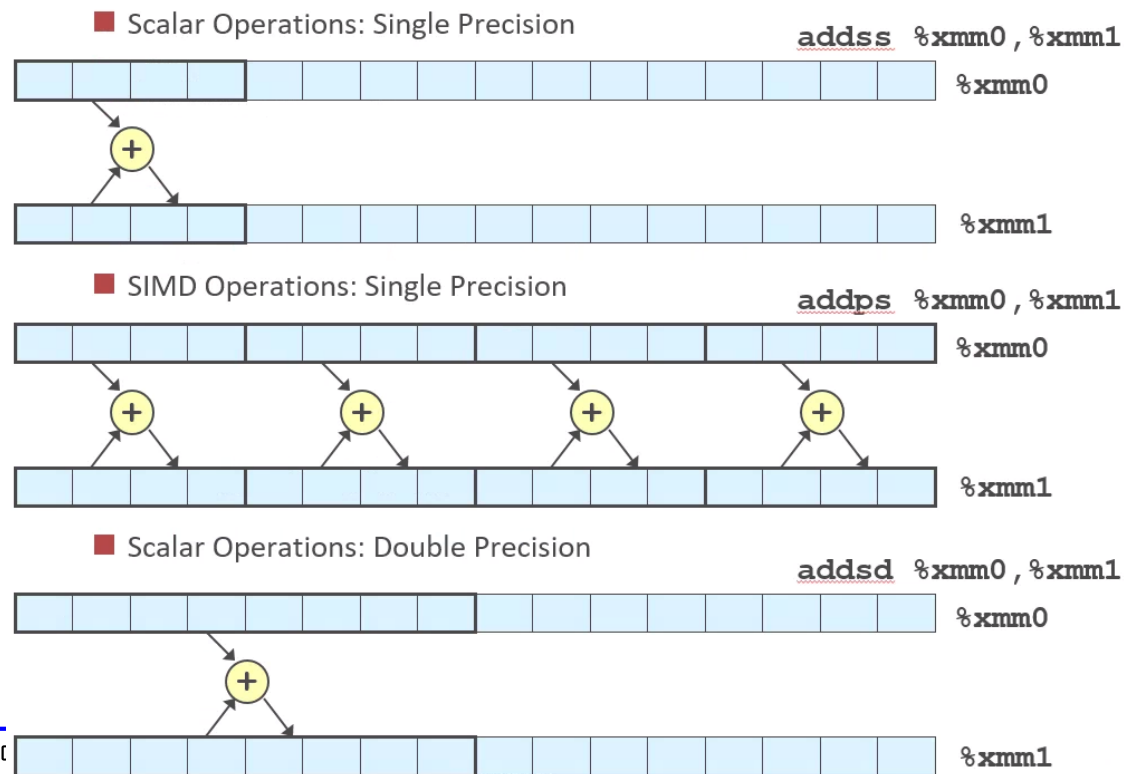 Scalar Operations: Single Precision
addss %xmm0,%xmm1
%xmm0
+
%xmm1
SIMD Operations: Single Precision
addps %xmm0,%xmm1
%xmm0
+ + + +
%xmm1
Scalar Operations: Double Precision
addsd %xmm0,%xmm1
%xmm0
+
%xmm1